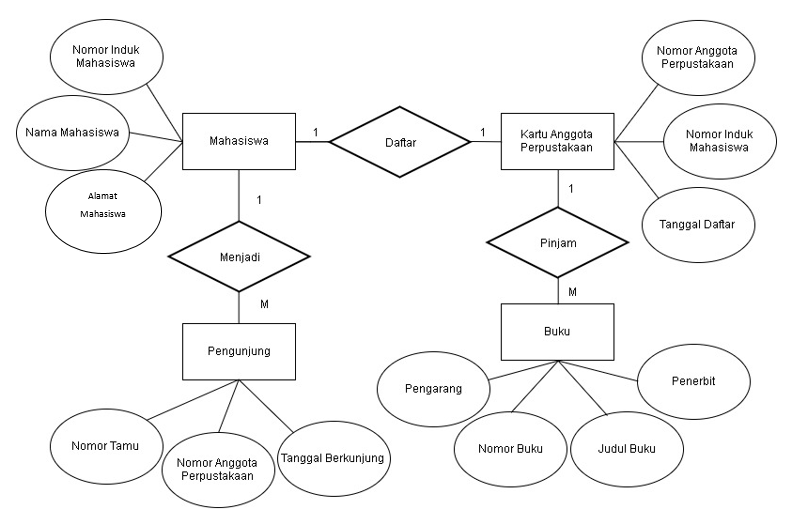 Nomor Induk
Mahasiswa
Nomor Anggota
Perpustakaan
Nama Mahasiswa
Mahasiswa
1
Daftar
1
Kartu Anggota
Perpustakaan
Nomor Induk
Mahasiswa
Alamat
Mahasiswa
1
1
Tanggal Daftar
Menjadi
Pinjam
M
M
Pengunjung
Buku
Pengarang
Penerbit
Nomor Tamu
Nomor Anggota
Perpustakaan
Tanggal Berkunjung
Nomor Buku
Judul Buku